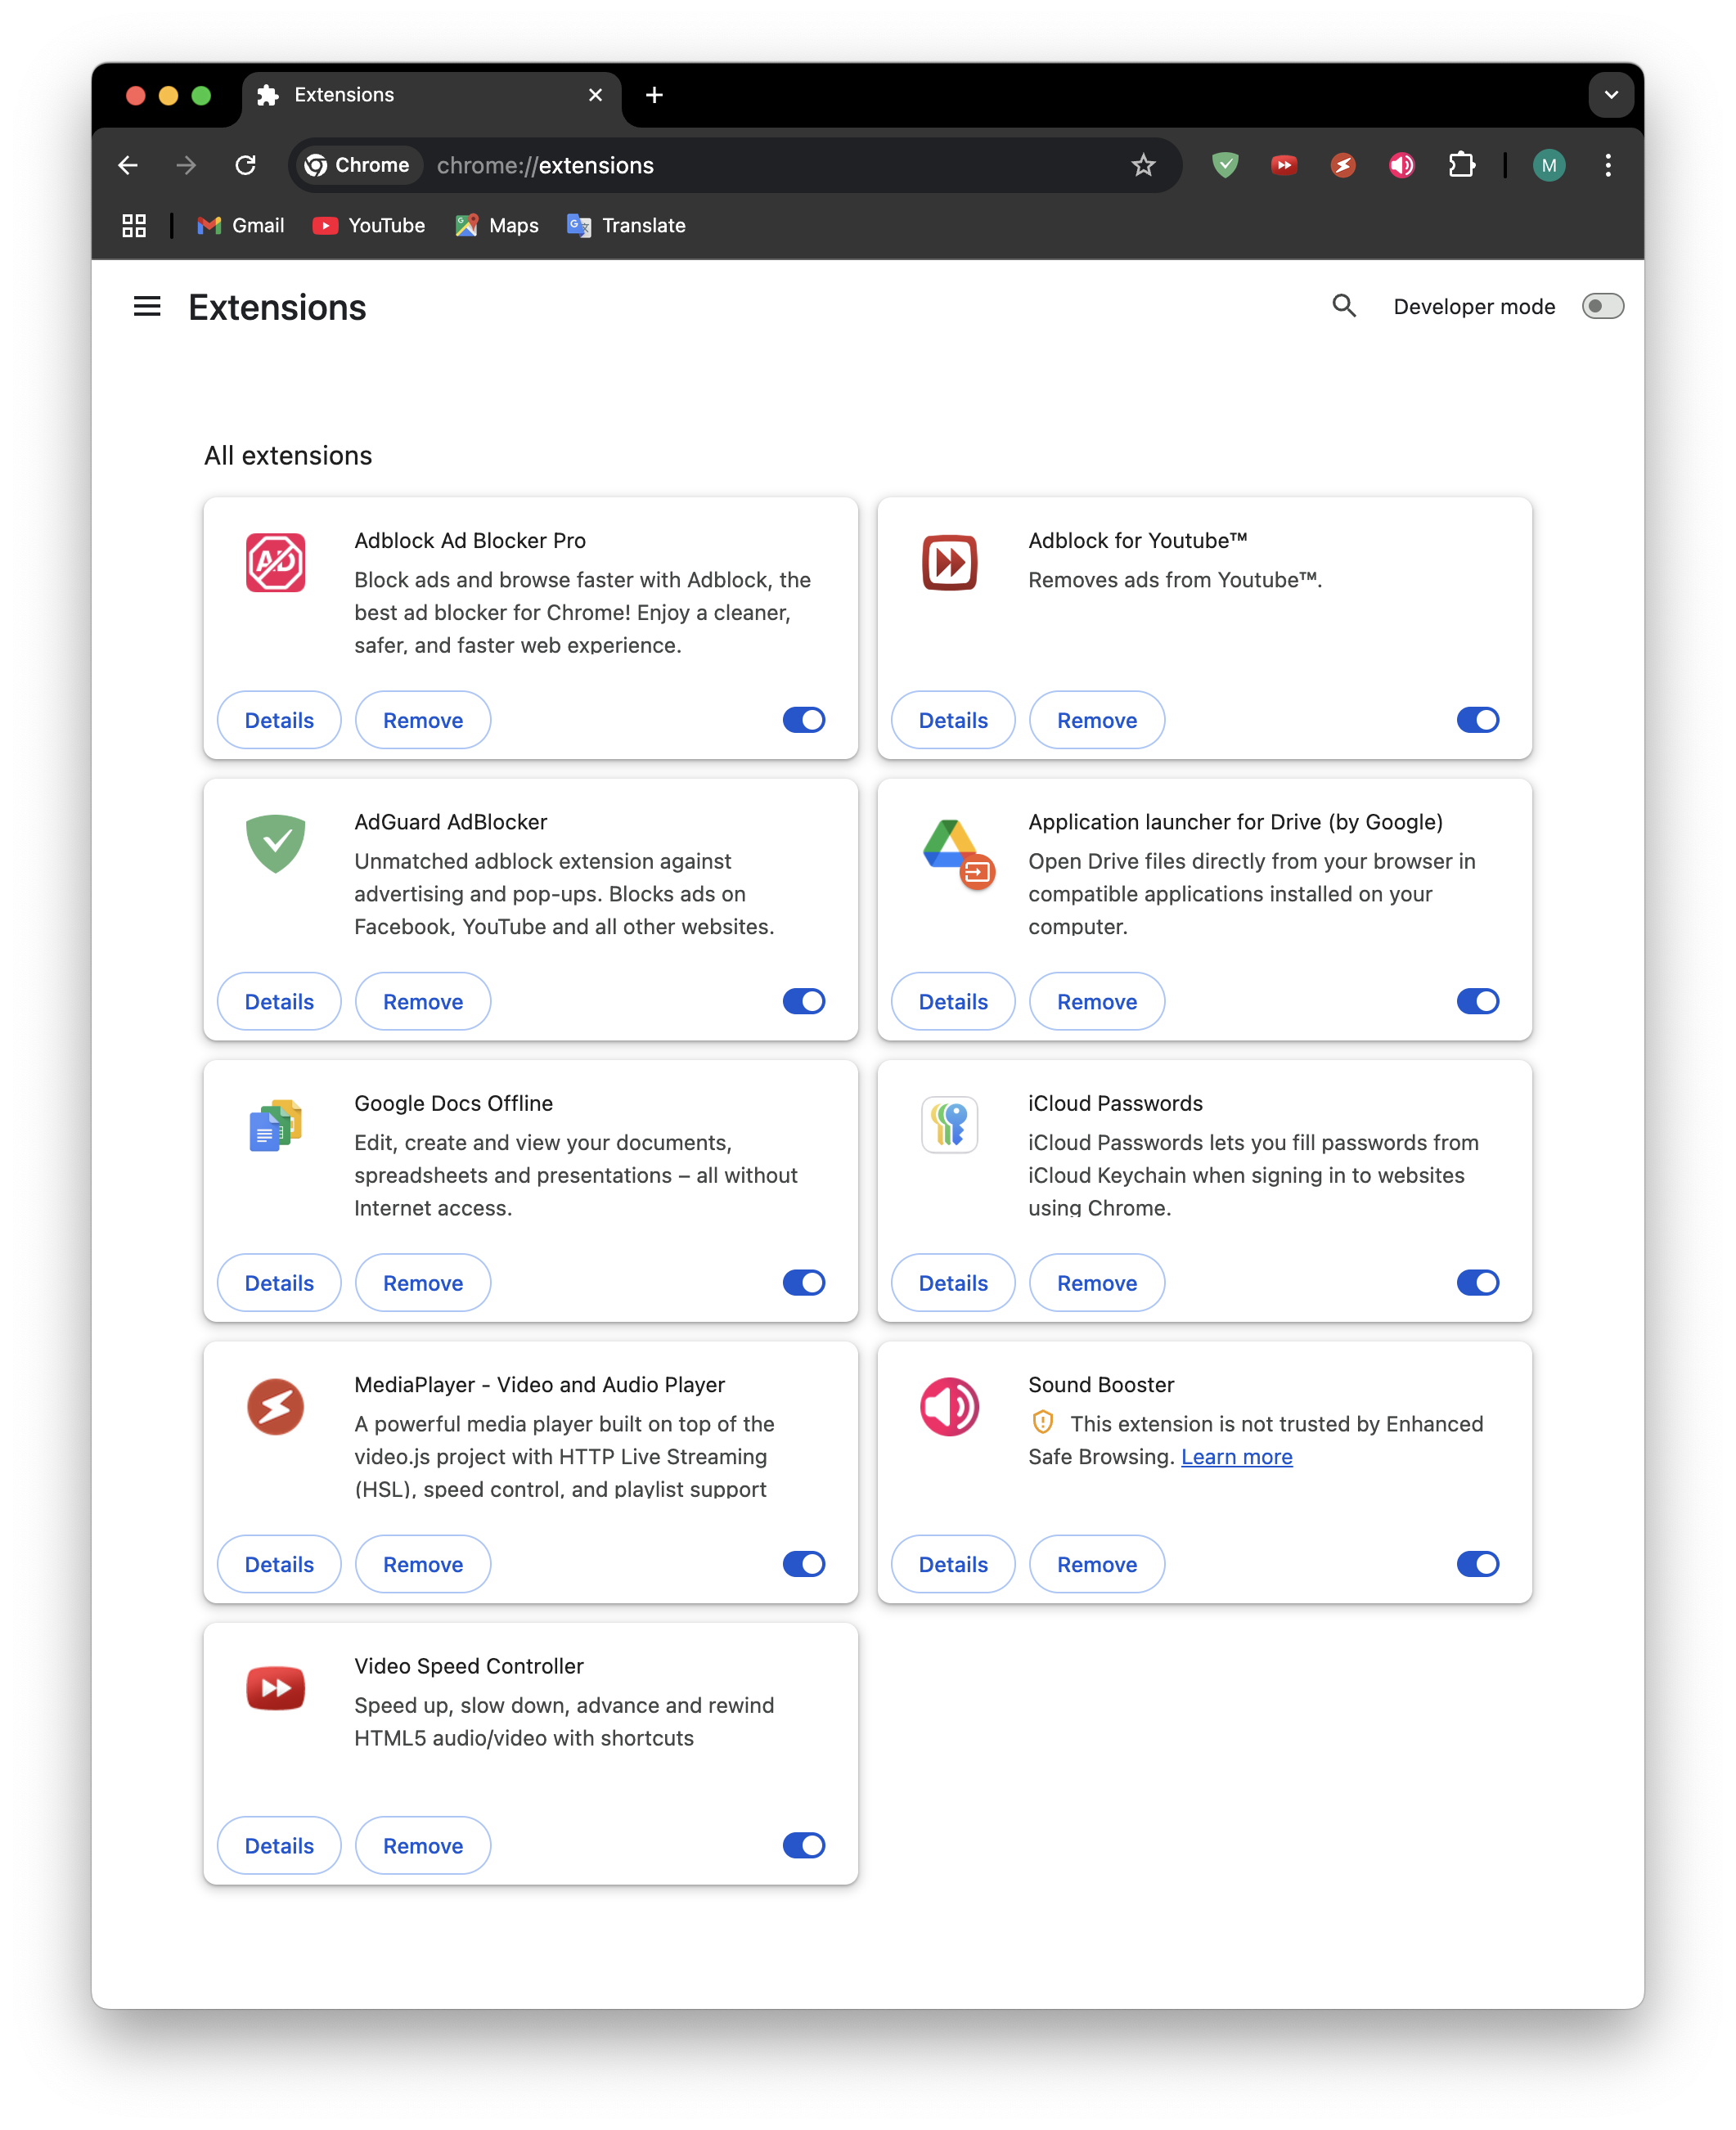 Extensions
Chrome
chrome://extensions
M
Gmail
YouTube
Maps
Translate
Extensions
Developer mode
All extensions
AD
Adblock Ad Blocker Pro
Block ads and browse faster with Adblock, the
best ad blocker for Chrome! Enjoy a cleaner,
safer, and faster web experience.
Details
Remove
Adblock for Youtube™
Removes ads from Youtube™.
Details
Remove
AdGuard AdBlocker
Unmatched adblock extension against
advertising and pop-ups. Blocks ads on
Facebook, YouTube and all other websites.
Details
Remove
Application launcher for Drive (by Google)
Open Drive files directly from your browser in
compatible applications installed on your
computer.
Details
Remove
Google Docs Offline
Edit, create and view your documents,
spreadsheets and presentations – all without
Internet access.
Details
Remove
iCloud Passwords
iCloud Passwords lets you fill passwords from
iCloud Keychain when signing in to websites
using Chrome.
Details
Remove
MediaPlayer - Video and Audio Player
A powerful media player built on top of the
video.js project with HTTP Live Streaming
(HSL), speed control, and playlist support
Details
Remove
Sound Booster
This extension is not trusted by Enhanced
Safe Browsing. Learn more
Details
Remove
Video Speed Controller
Speed up, slow down, advance and rewind
HTML5 audio/video with shortcuts
Details
Remove